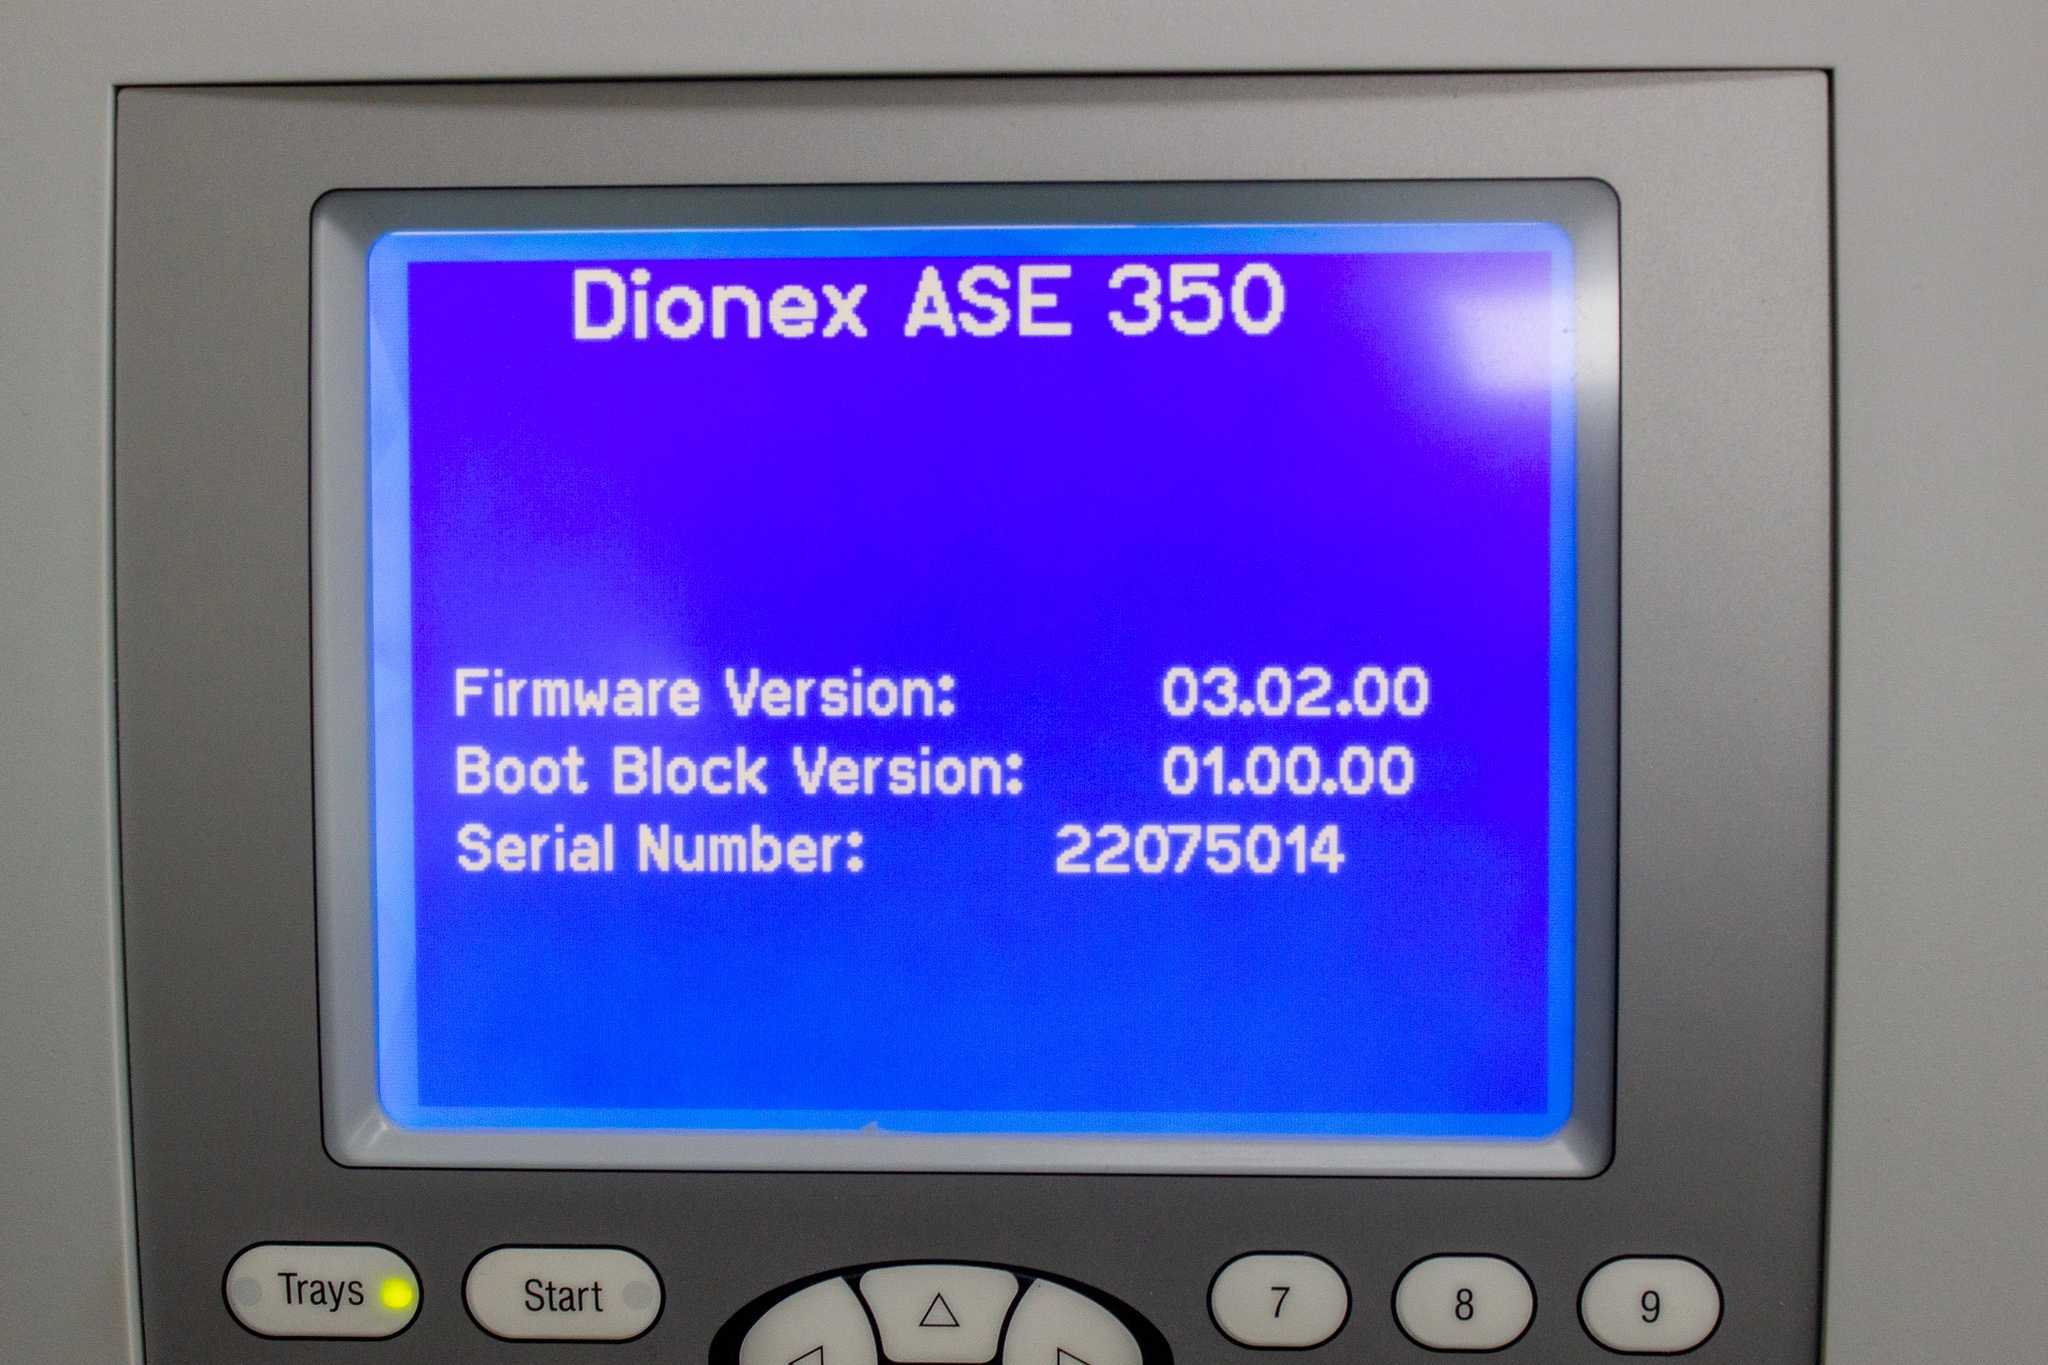 Dionex ASE 350
Firmware Version: 03.02.00
Boot Block Version: 01.00.00
Serial Number: 22075014
Trays
Start
7
8
9